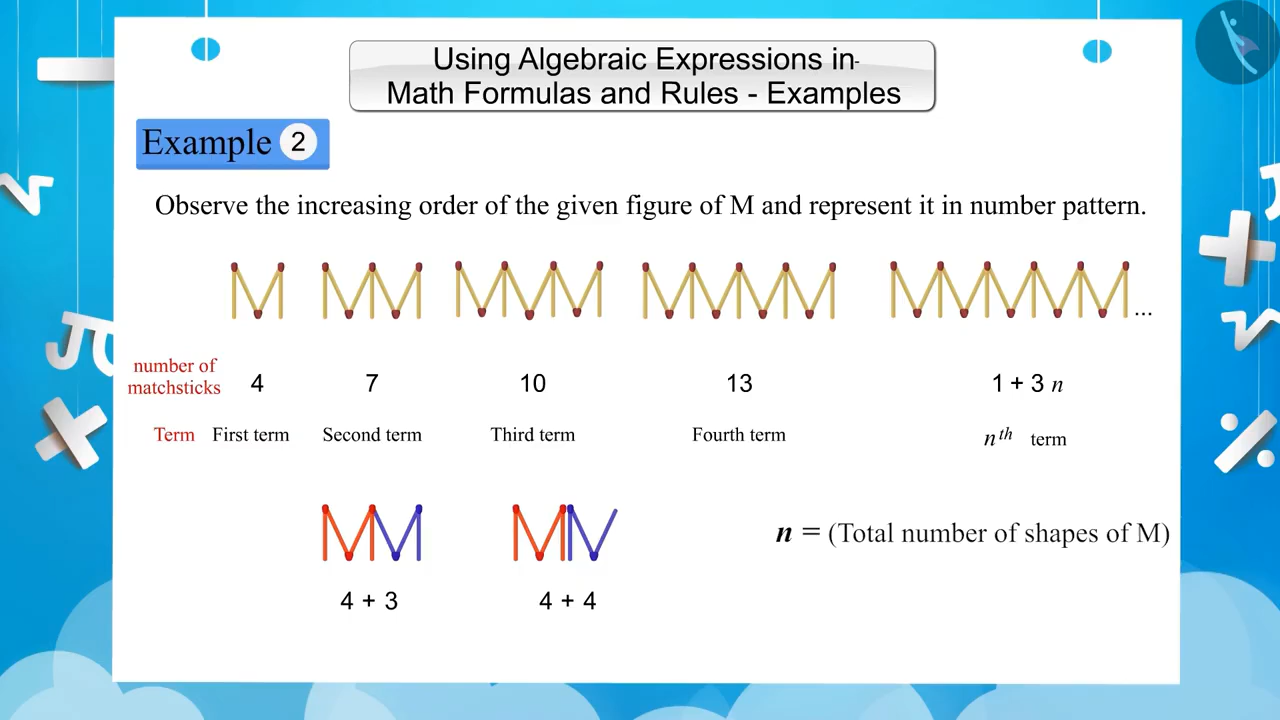 Using Algebraic Expressions in-
Math Formulas and Rules - Examples
Example 2
Observe the increasing order of the given figure of M and represent it in number pattern.
...
number of
matchsticks 4 7 10 13 1 + 3 n
Term First term Second term Third term Fourth term nᵗʰ term
n = (Total number of shapes of M)
4 + 3 4 + 4